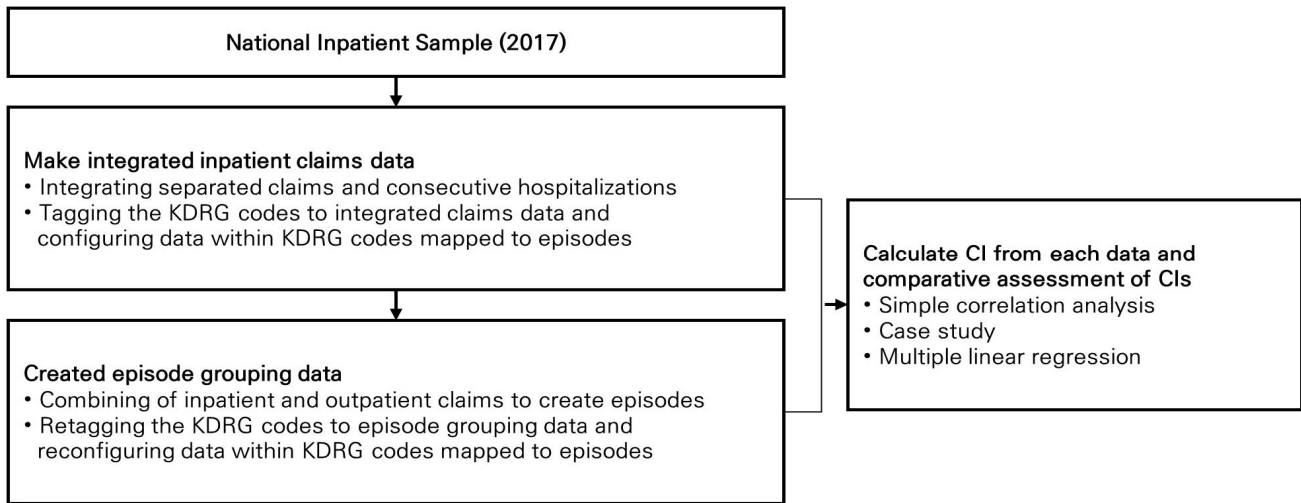 National Inpatient Sample (2017)
Make integrated inpatient claims data
• Integrating separated claims and consecutive hospitalizations
• Tagging the KDRG codes to integrated claims data and
configuring data within KDRG codes mapped to episodes
Created episode grouping data
• Combining of inpatient and outpatient claims to create episodes
• Retagging the KDRG codes to episode grouping data and
reconfiguring data within KDRG codes mapped to episodes
Calculate CI from each data and
comparative assessment of CIs
• Simple correlation analysis
• Case study
• Multiple linear regression